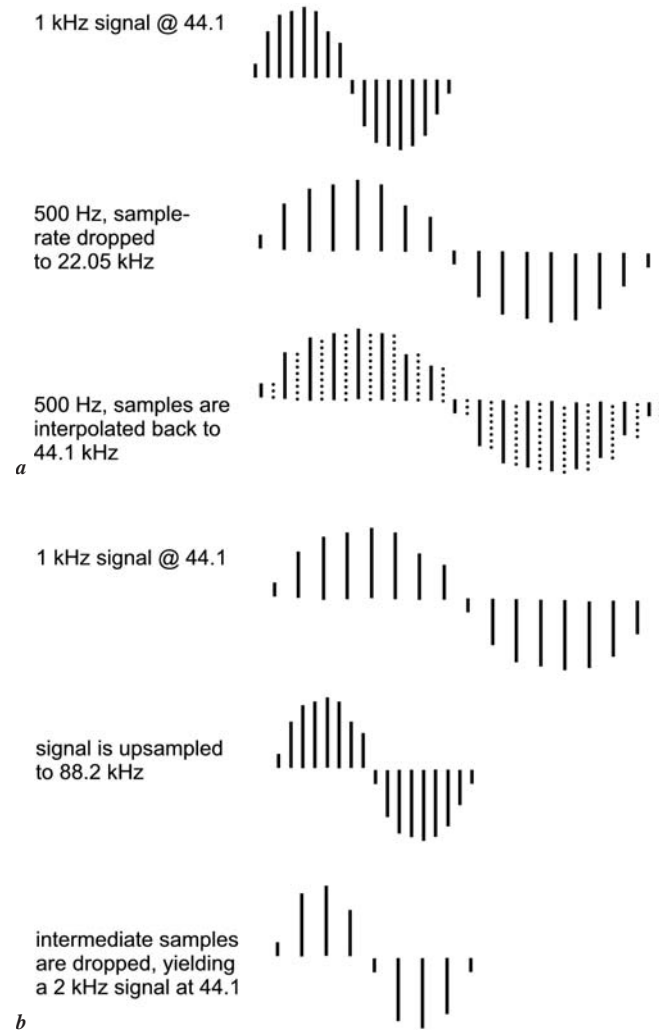 1 kHz signal @ 44.1
500 Hz, sample-
rate dropped
to 22.05 kHz
500 Hz, samples are
interpolated back to
44.1 kHz
a
1 kHz signal @ 44.1
signal is upsampled
to 88.2 kHz
intermediate samples
are dropped, yielding
a 2 kHz signal at 44.1
b